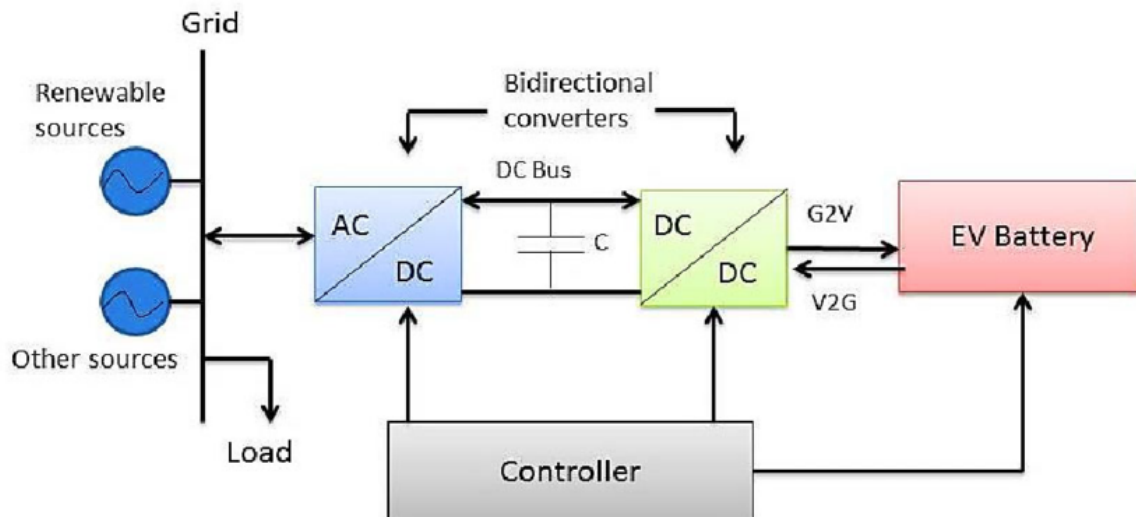 Grid
Renewable
sources
Bidirectional
converters
DC Bus
AC
DC
C
DC
DC
G2V
V2G
EV Battery
Other sources
Load
Controller